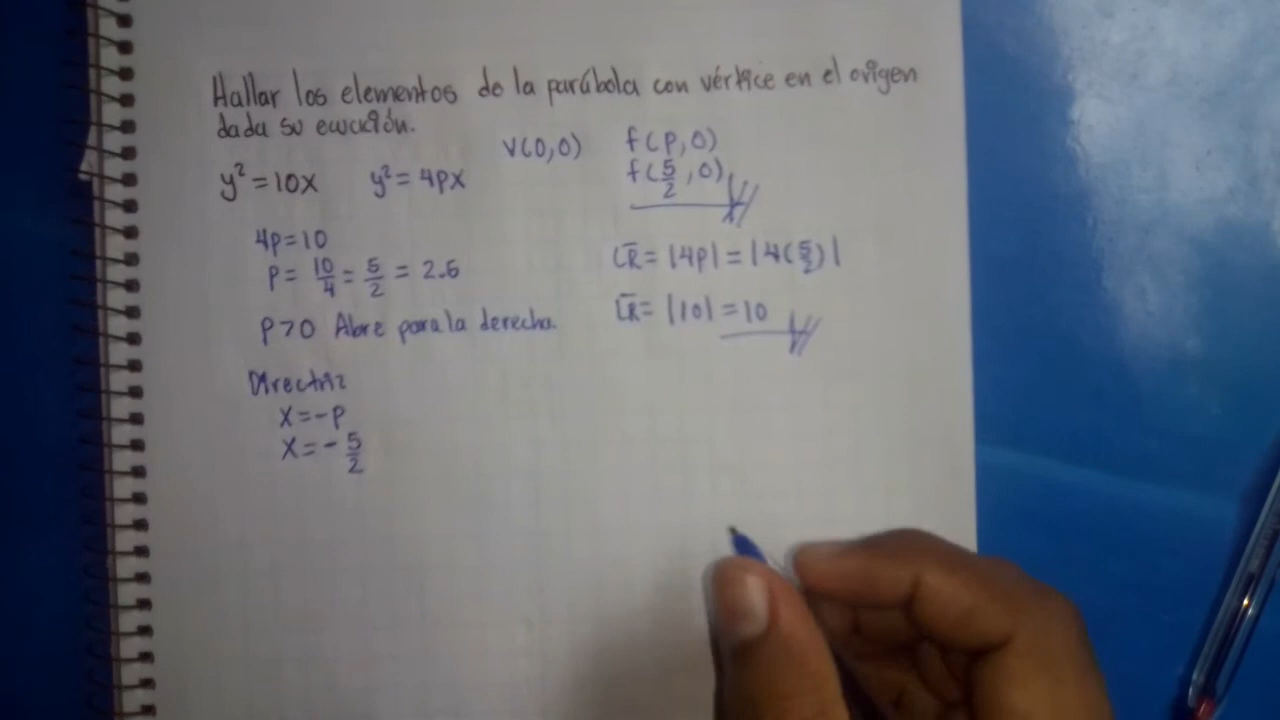 Hallar los elementos de la parábola con vértice en el origen
dada su ecuación.
V(0,0) f(P,0)
y² = 10x y² = 4px f(5/2, 0)
4p = 10
P = 10/4 = 5/2 = 2.5
P > 0 Abre para la derecha.
Directriz
X = -P
X = - 5/2
LR = |4P| = |4(5/2)|
LR = |10| = 10